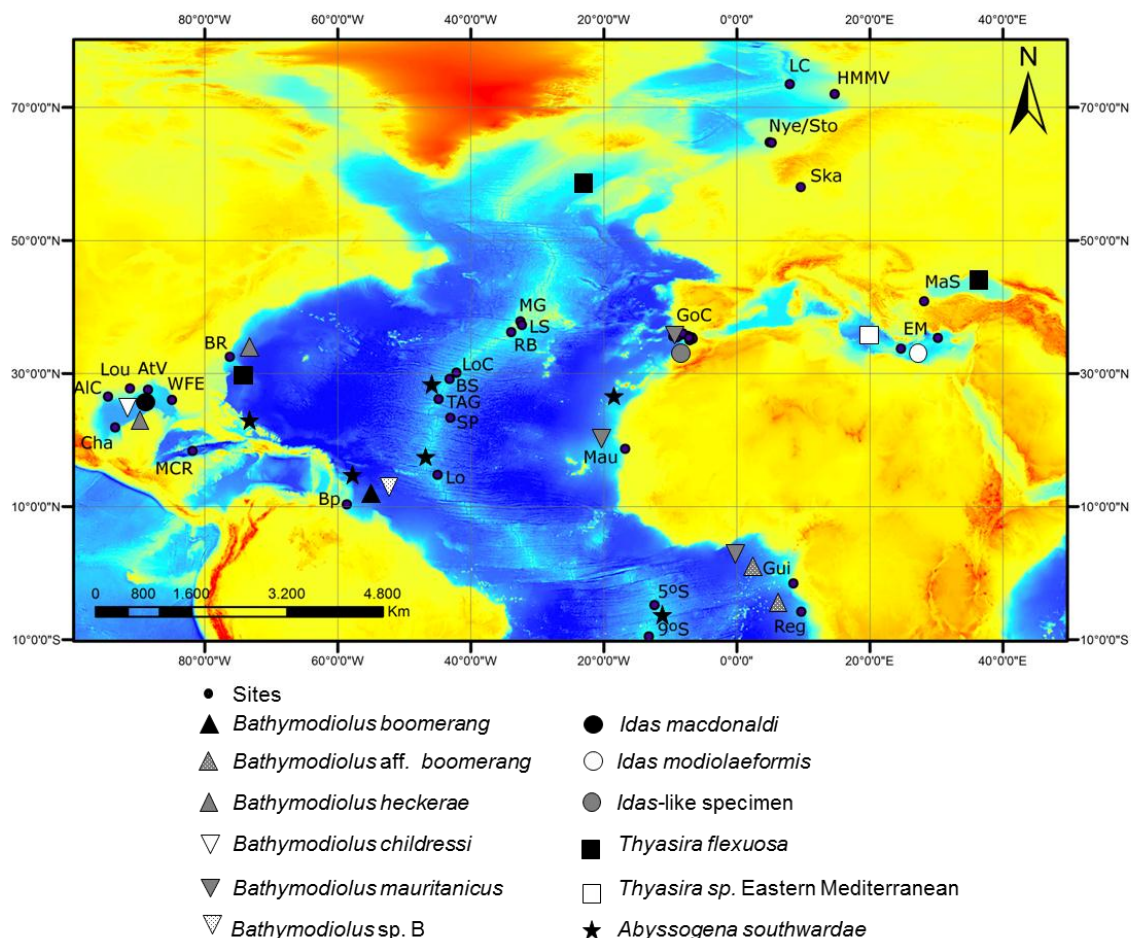 80°0'0"W 60°0'0"W 40°0'0"W 20°0'0"W 0°0'0" 20°0'0"E 40°0'0"E
N
LC
HMMV
70°0'0"N 70°0'0"N
Nye/Sto
Ska
50°0'0"N 50°0'0"N
MaS
MG
GoC
LS
EM
BR
RB
30°0'0"N 30°0'0"N
Lou AtV
LoC
AlC
WFE
BS
TAG
SP
Cha
MCR
Mau
Lo
Bp
10°0'0"N 10°0'0"N
Gui
5ºS
0 800 1,600 3,200 4,800
Km
9ºS
Reg
10°0'0"S 10°0'0"S
80°0'0"W 60°0'0"W 40°0'0"W 20°0'0"W 0°0'0" 20°0'0"E 40°0'0"E
Sites
Bathymodiolus boomerang
Bathymodiolus aff. boomerang
Bathymodiolus heckerae
Bathymodiolus childressi
Bathymodiolus mauritanicus
Bathymodiolus sp. B
Idas macdonaldi
Idas modiolaeformis
Idas-like specimen
Thyasira flexuosa
Thyasira sp. Eastern Mediterranean
Abyssogena southwardae